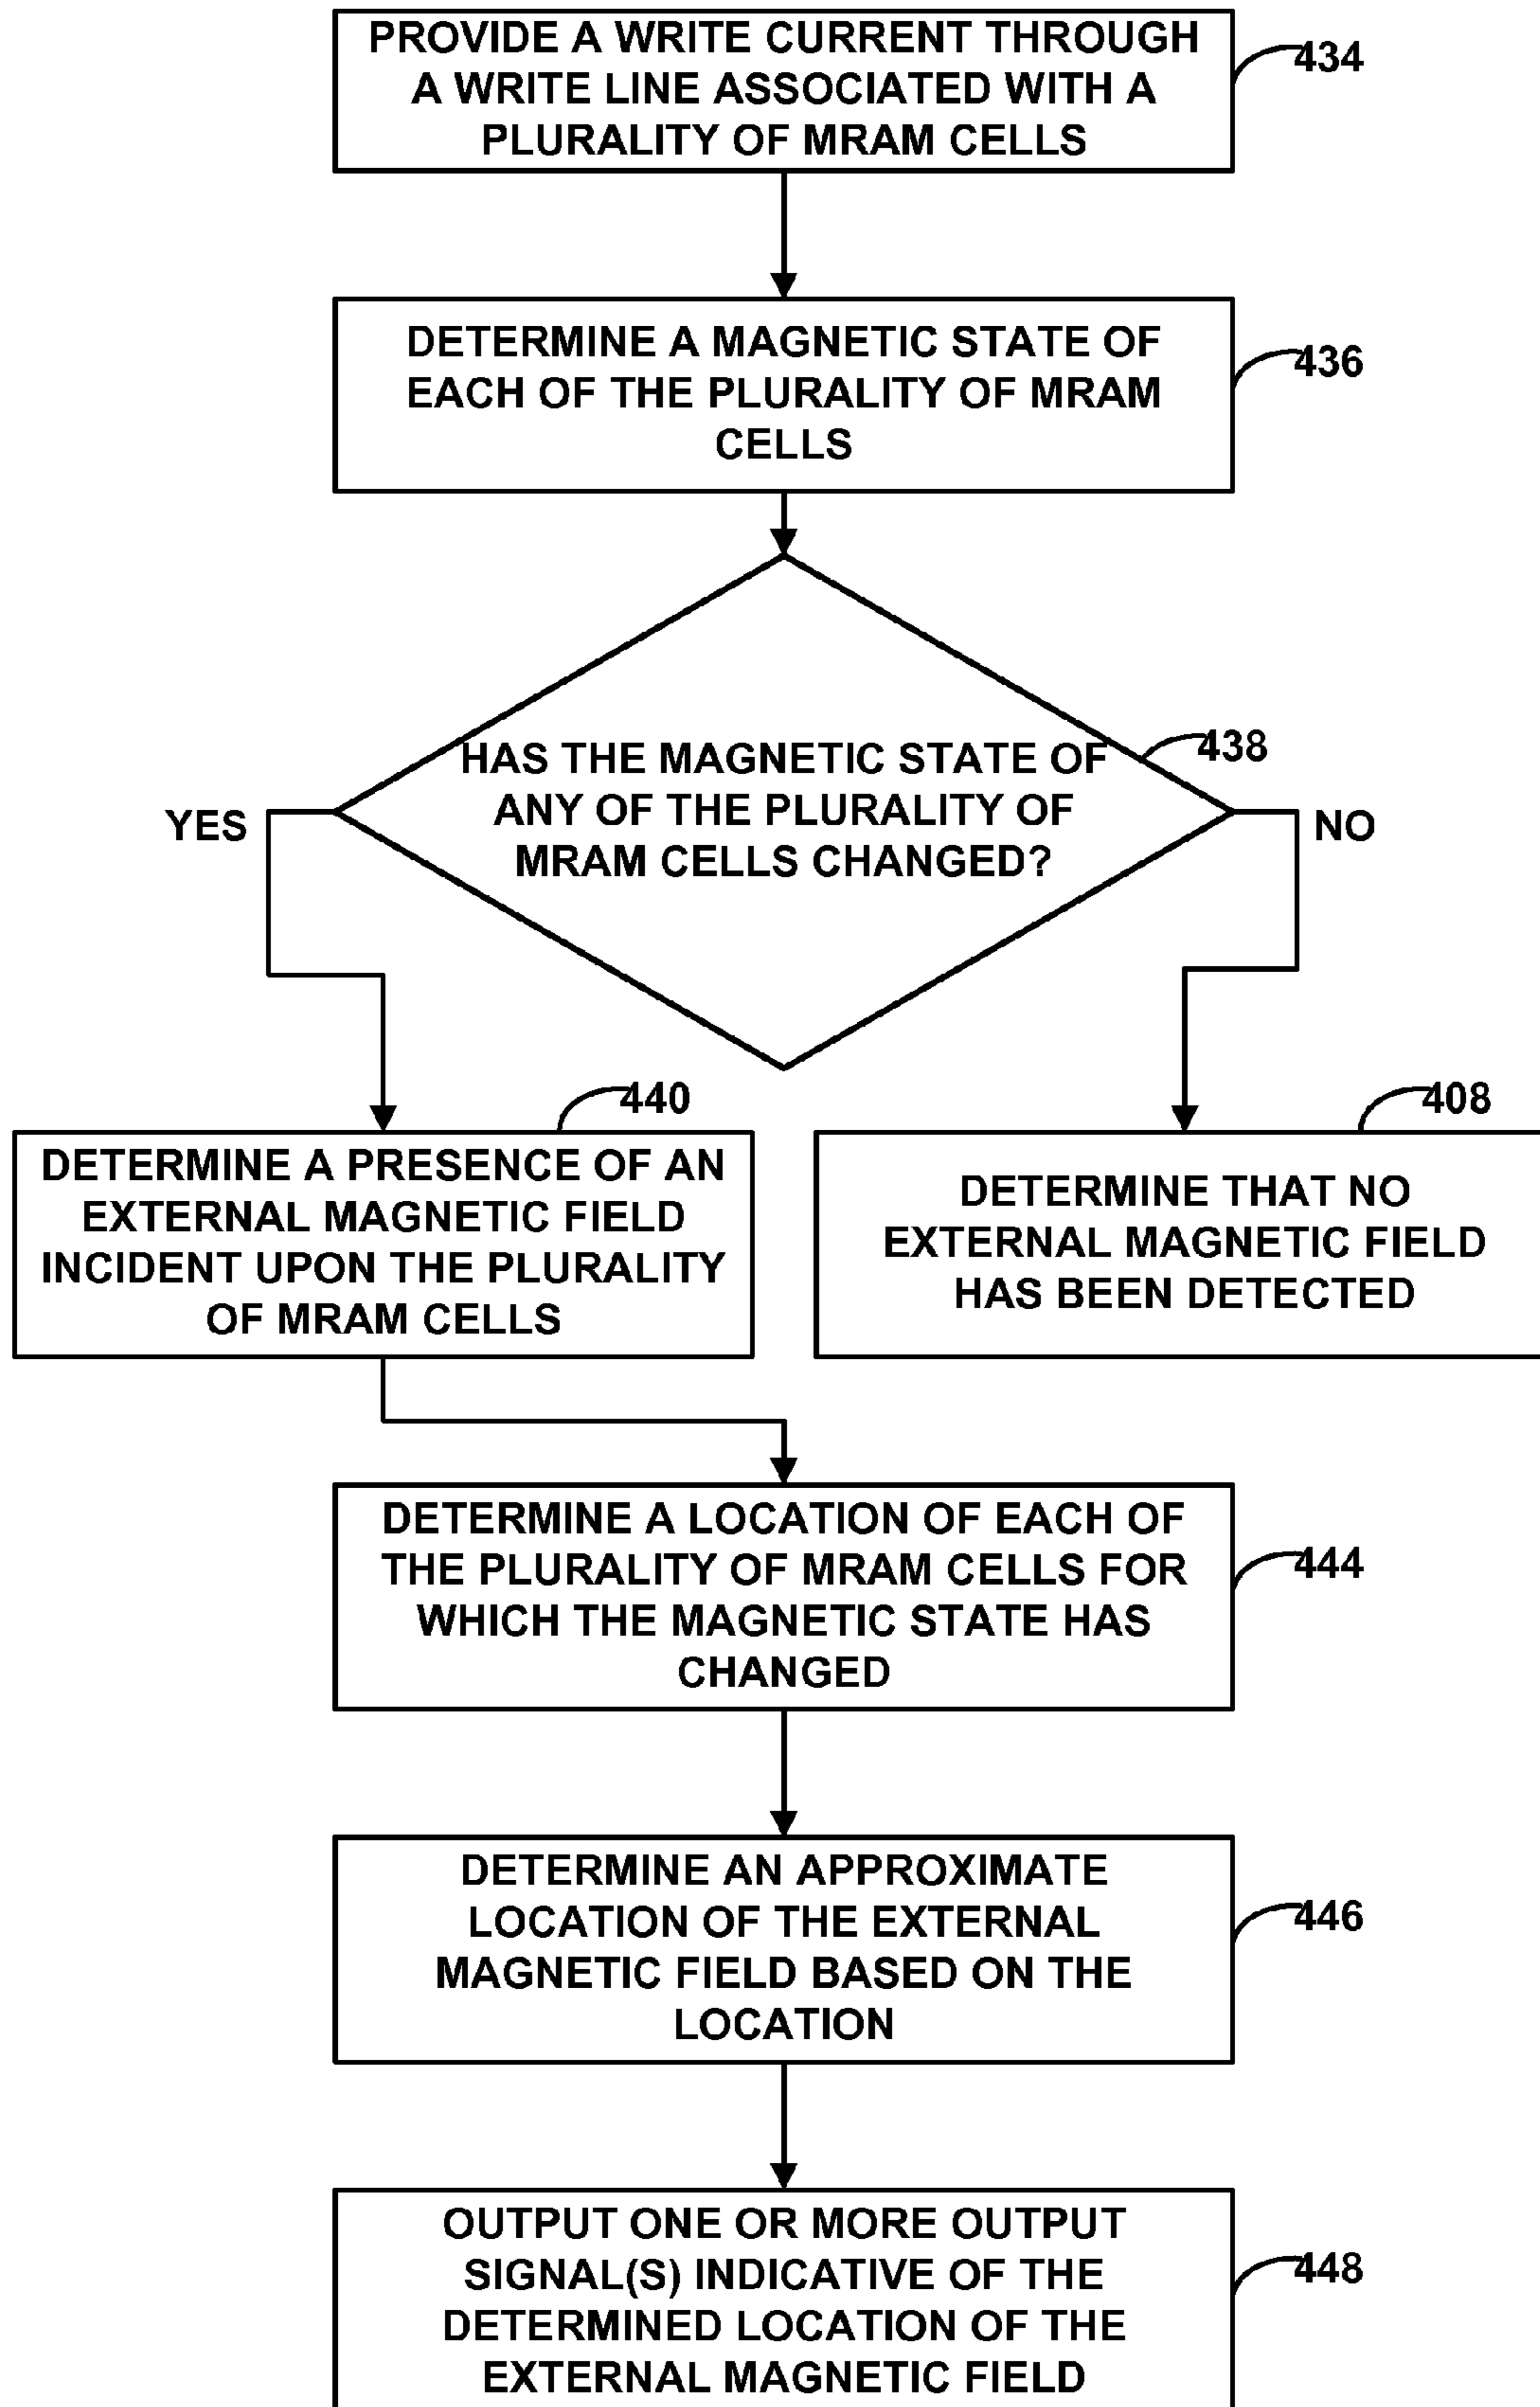 PROVIDE A WRITE CURRENT THROUGH
A WRITE LINE ASSOCIATED WITH A
PLURALITY OF MRAM CELLS
434
DETERMINE A MAGNETIC STATE OF
EACH OF THE PLURALITY OF MRAM
CELLS
436
HAS THE MAGNETIC STATE OF
ANY OF THE PLURALITY OF
MRAM CELLS CHANGED?
438
YES
NO
440
DETERMINE A PRESENCE OF AN
EXTERNAL MAGNETIC FIELD
INCIDENT UPON THE PLURALITY
OF MRAM CELLS
408
DETERMINE THAT NO
EXTERNAL MAGNETIC FIELD
HAS BEEN DETECTED
DETERMINE A LOCATION OF EACH OF
THE PLURALITY OF MRAM CELLS FOR
WHICH THE MAGNETIC STATE HAS
CHANGED
444
DETERMINE AN APPROXIMATE
LOCATION OF THE EXTERNAL
MAGNETIC FIELD BASED ON THE
LOCATION
446
OUTPUT ONE OR MORE OUTPUT
SIGNAL(S) INDICATIVE OF THE
DETERMINED LOCATION OF THE
EXTERNAL MAGNETIC FIELD
448